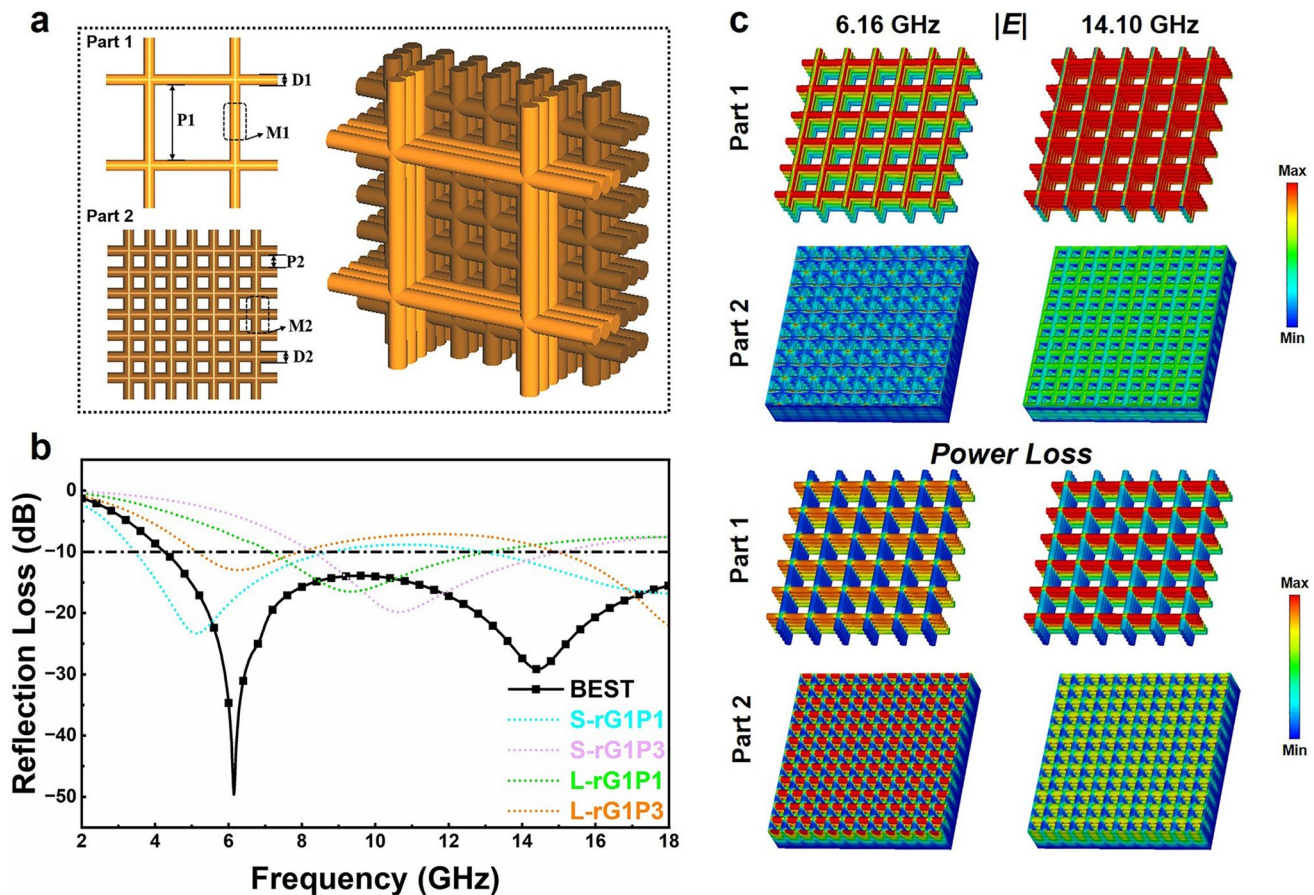 a
Part 1
D1
P1
M1
Part 2
P2
M2
D2
b
Reflection Loss (dB)
0
−10
−20
−30
−40
−50
BEST
S-rG1P1
S-rG1P3
L-rG1P1
L-rG1P3
2 4 6 8 10 12 14 16 18
Frequency (GHz)
c
6.16 GHz |E| 14.10 GHz
Part 1
Part 2
Max
Min
Power Loss
Part 1
Part 2
Max
Min